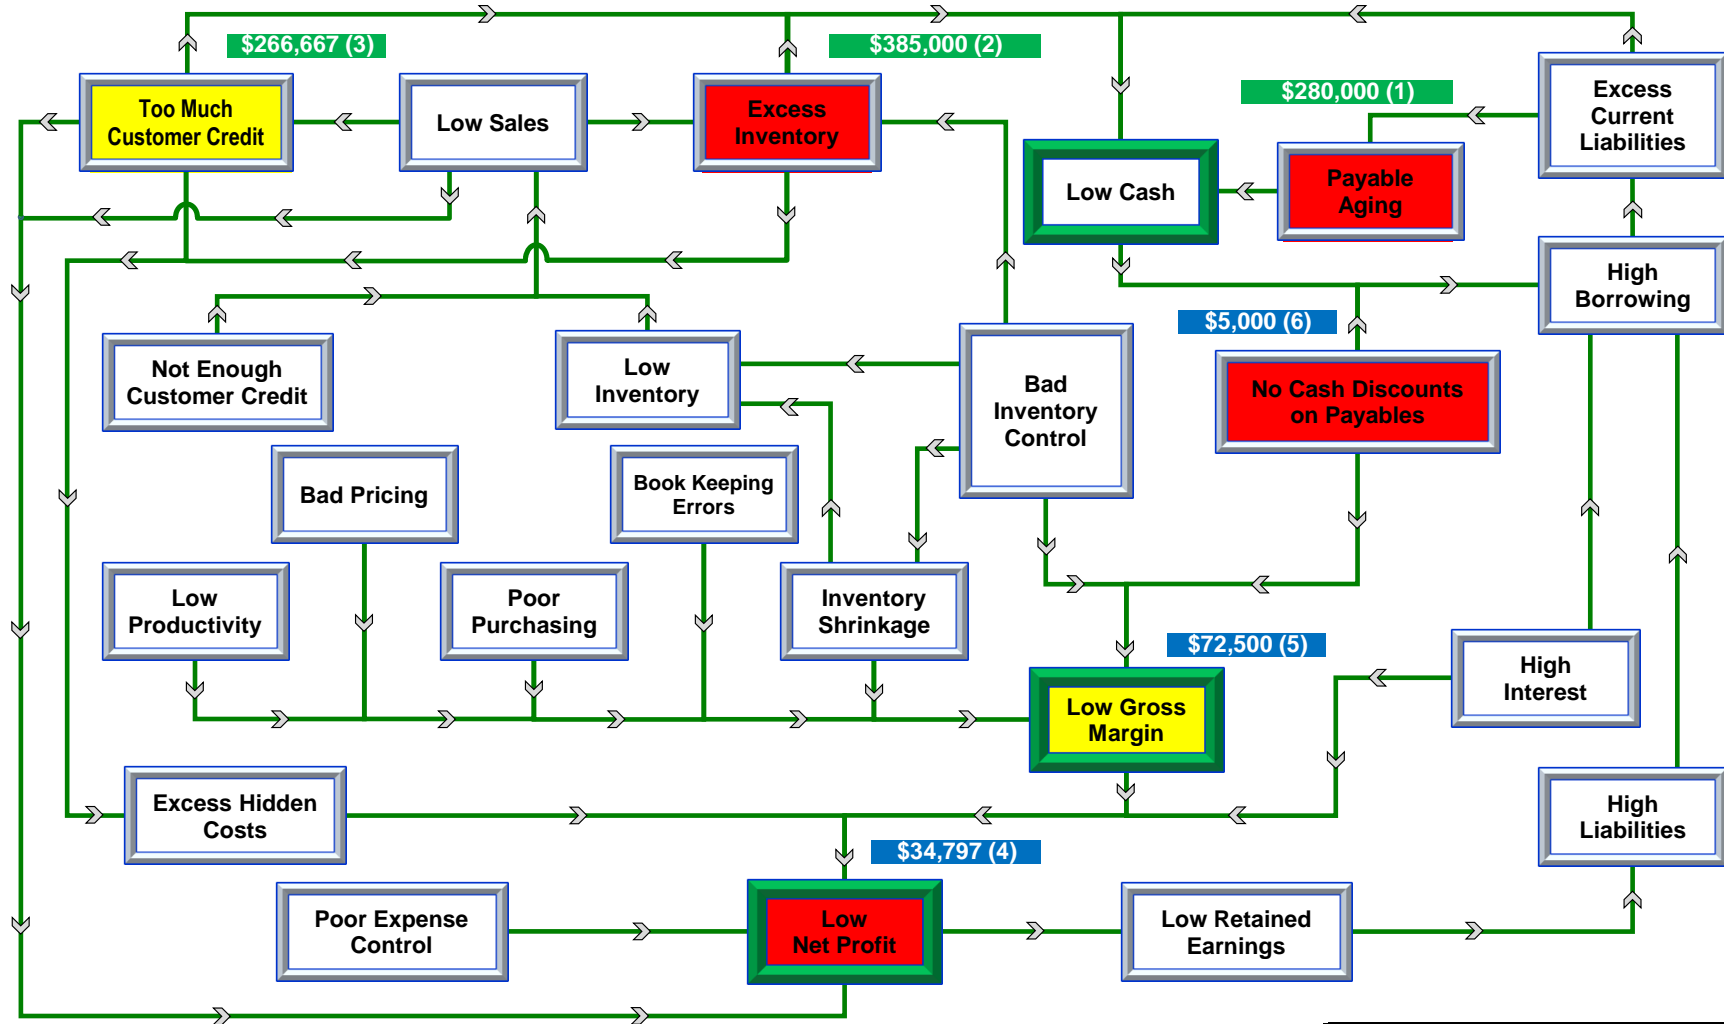 $266,667 (3)
$385,000 (2)
Too Much
Customer Credit
Low Sales
Excess
Inventory
$280,000 (1)
Excess
Current
Liabilities
Low Cash
Payable
Aging
High
Borrowing
$5,000 (6)
Not Enough
Customer Credit
Low
Inventory
Bad
Inventory
Control
No Cash Discounts
on Payables
Bad Pricing
Book Keeping
Errors
Low
Productivity
Poor
Purchasing
Inventory
Shrinkage
$72,500 (5)
High
Interest
Low Gross
Margin
Excess Hidden
Costs
High
Liabilities
$34,797 (4)
Poor Expense
Control
Low
Net Profit
Low Retained
Earnings